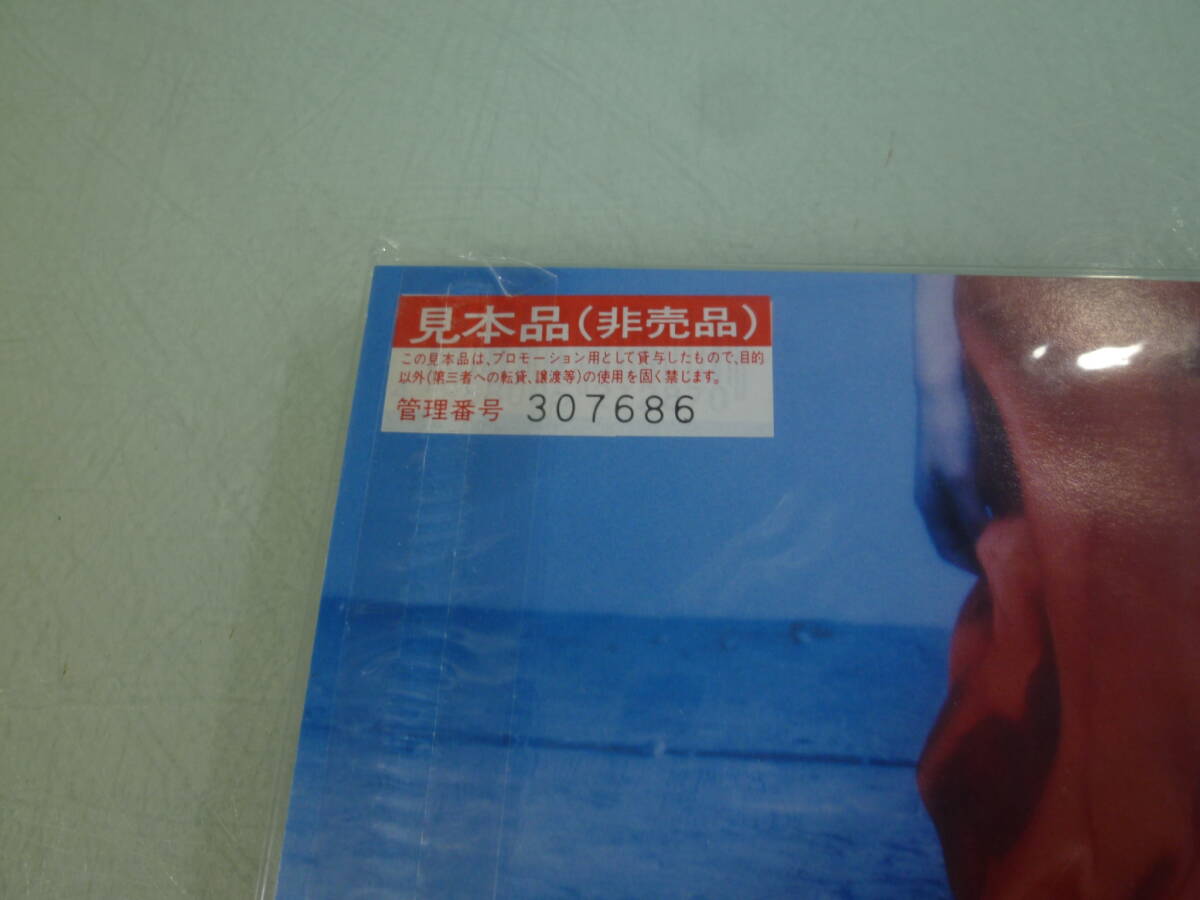 見本品(非売品)
この見本品は、プロモーション用として貸与したもので、目的
以外(第三者への転貸、譲渡等)の使用を固く禁じます。
管理番号 307686